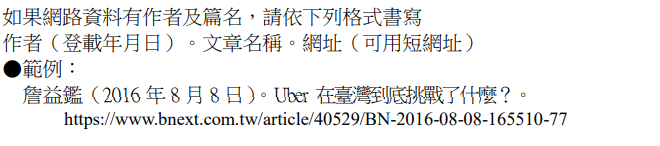 如果網路資料有作者及篇名，請依下列格式書寫
作者（登載年月日）。文章名稱。網址（可用短網址）
●範例：
詹益鑑（2016 年 8 月 8 日）。Uber 在臺灣到底挑戰了什麼？。
https://www.bnext.com.tw/article/40529/BN-2016-08-08-165510-77